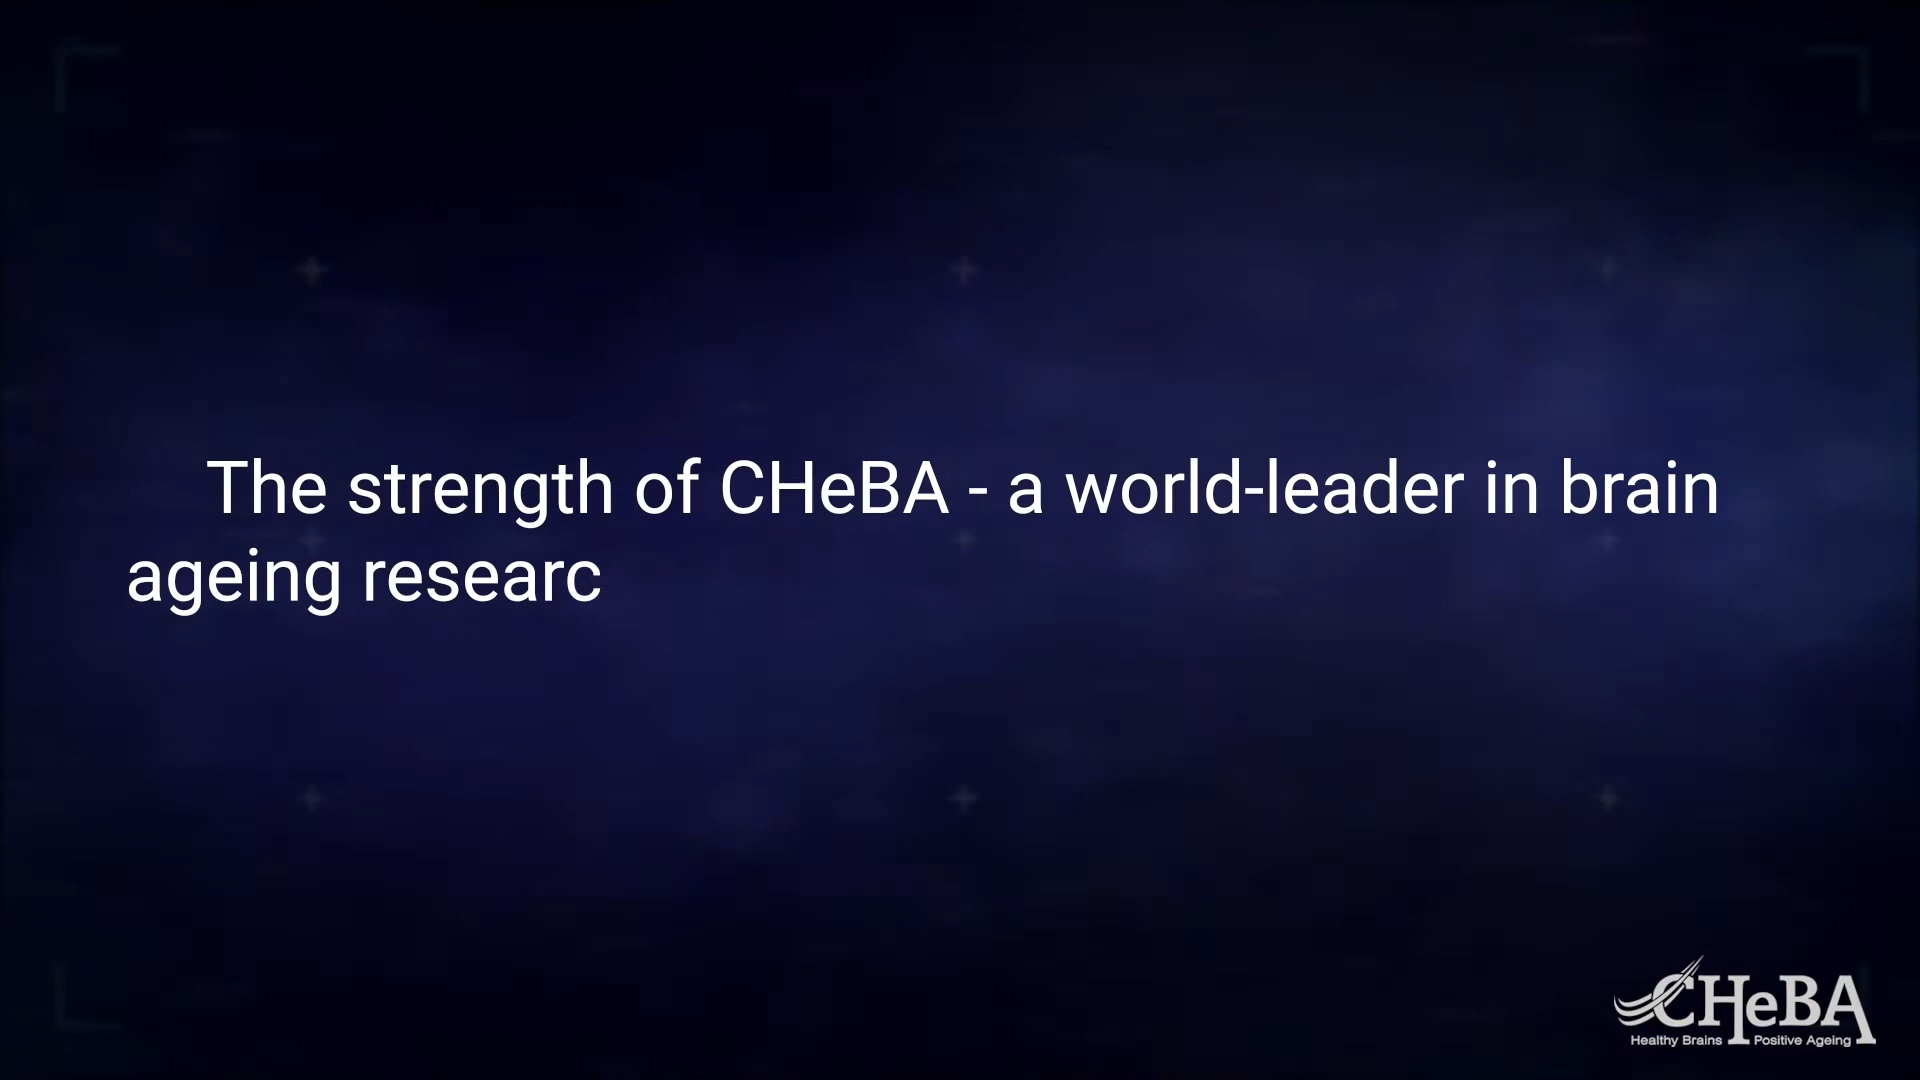 The strength of CHeBA - a world-leader in brain
ageing researc
CHeBA
Healthy Brains Positive Ageing